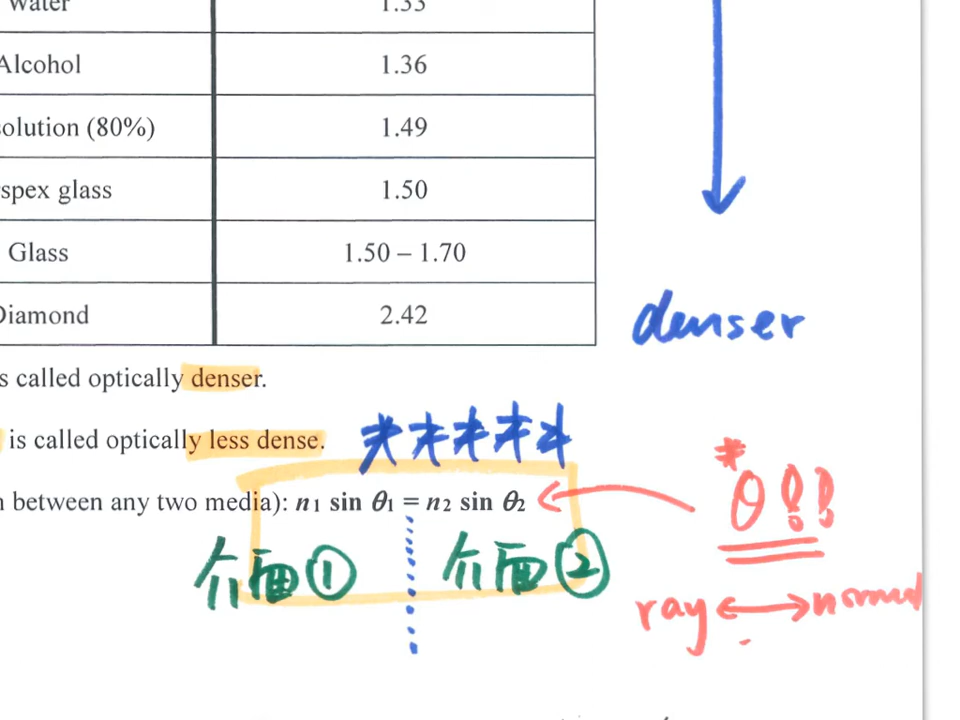 Water 1.33
Alcohol 1.36
solution (80%) 1.49
spex glass 1.50
Glass 1.50 – 1.70
Diamond 2.42
denser
s called optically denser.
is called optically less dense. *****
n between any two media): n₁ sin θ₁ = n₂ sin θ₂
* θ!!
介面① 介面②
ray ↔ normal